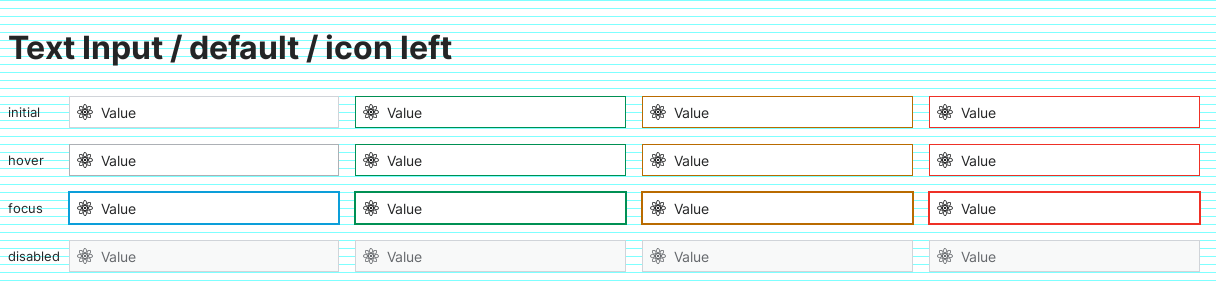 Text Input / default / icon left
initial Value Value Value Value
hover Value Value Value Value
focus Value Value Value Value
disabled Value Value Value Value